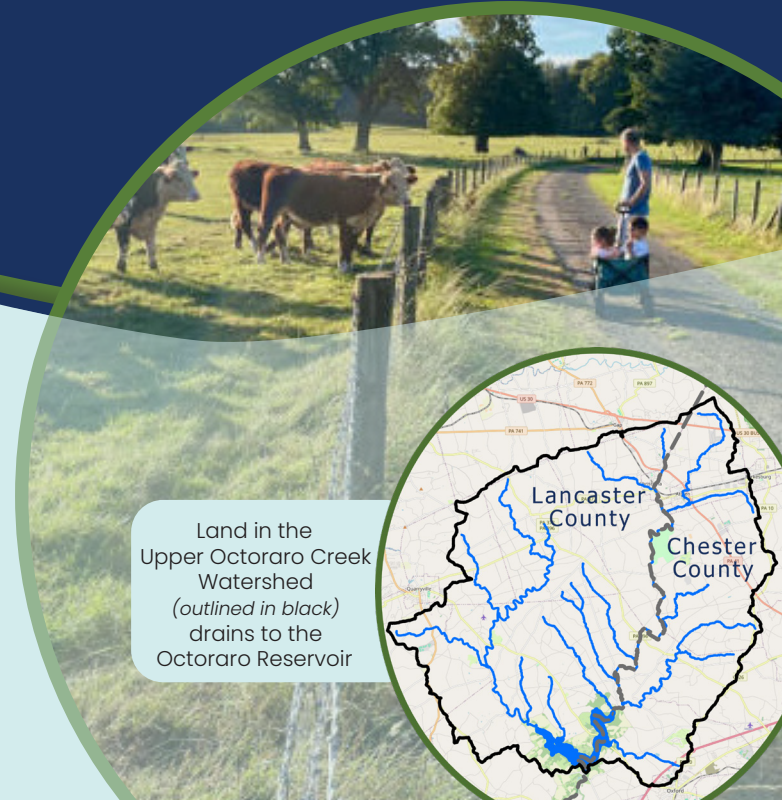 PA 772
PA 897
US 30
PA 741
US 30 BUS
Lancaster
County
PA 10
Chester
County
Land in the
Upper Octoraro Creek
Watershed
(outlined in black)
drains to the
Octoraro Reservoir
Quarryville
Oxford